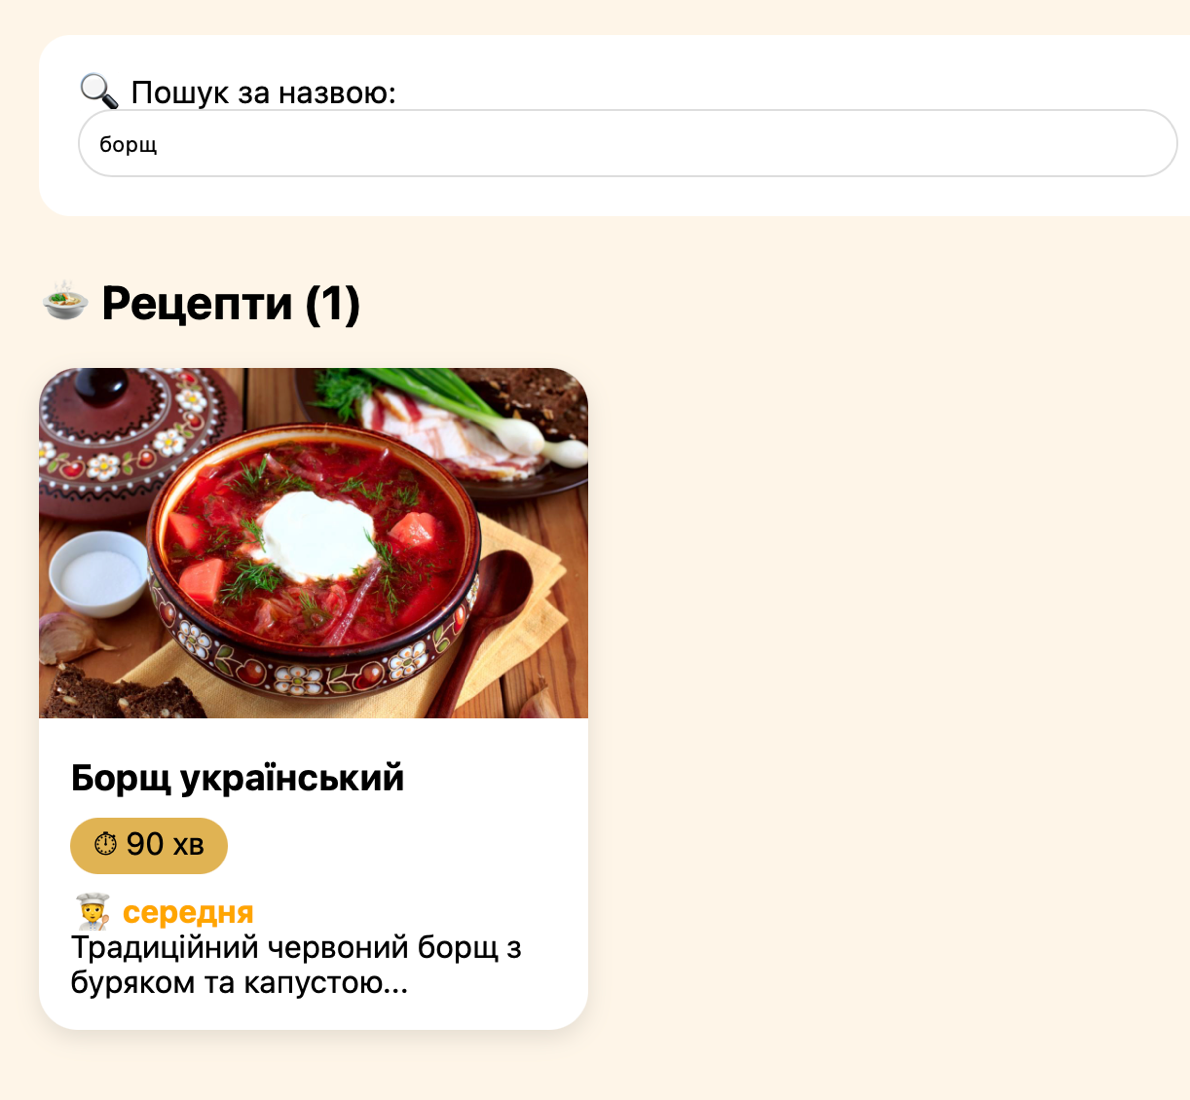 🔍 Пошук за назвою:
борщ
🍲 Рецепти (1)
Борщ український
⏱ 90 хв
👨‍🍳 середня
Традиційний червоний борщ з
буряком та капустою...